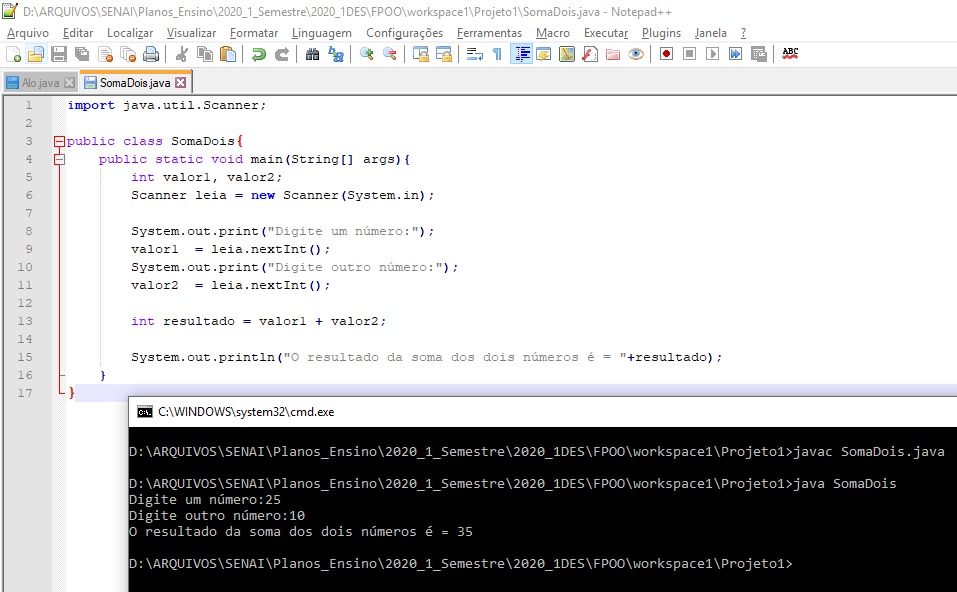 D:\ARQUIVOS\SENAI\Planos_Ensino\2020_1_Semestre\2020_1DES\FPOO\workspace1\Projeto1\SomaDois.java - Notepad++
Arquivo Editar Localizar Visualizar Formatar Linguagem Configurações Ferramentas Macro Executar Plugins Janela ?
ABC
Alo.java SomaDois.java
1 import java.util.Scanner;
2
3 public class SomaDois{
4     public static void main(String[] args){
5         int valor1, valor2;
6         Scanner leia = new Scanner(System.in);
7
8         System.out.print("Digite um número:");
9         valor1  = leia.nextInt();
10         System.out.print("Digite outro número:");
11         valor2  = leia.nextInt();
12
13         int resultado = valor1 + valor2;
14
15         System.out.println("O resultado da soma dos dois números é = "+resultado);
16     }
17 }
C:\WINDOWS\system32\cmd.exe
D:\ARQUIVOS\SENAI\Planos_Ensino\2020_1_Semestre\2020_1DES\FPOO\workspace1\Projeto1>javac SomaDois.java
D:\ARQUIVOS\SENAI\Planos_Ensino\2020_1_Semestre\2020_1DES\FPOO\workspace1\Projeto1>java SomaDois
Digite um número:25
Digite outro número:10
O resultado da soma dos dois números é = 35
D:\ARQUIVOS\SENAI\Planos_Ensino\2020_1_Semestre\2020_1DES\FPOO\workspace1\Projeto1>